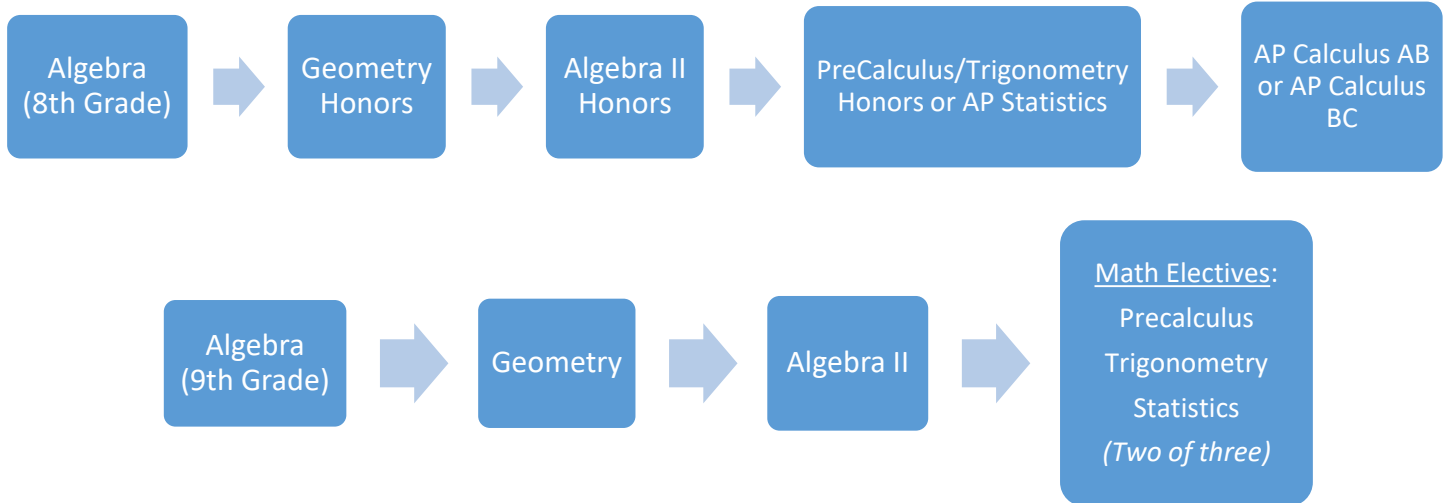 Algebra
(8th Grade)
Geometry
Honors
Algebra II
Honors
PreCalculus/Trigonometry
Honors or AP Statistics
AP Calculus AB
or AP Calculus
BC
Algebra
(9th Grade)
Geometry
Algebra II
Math Electives:
Precalculus
Trigonometry
Statistics
(Two of three)